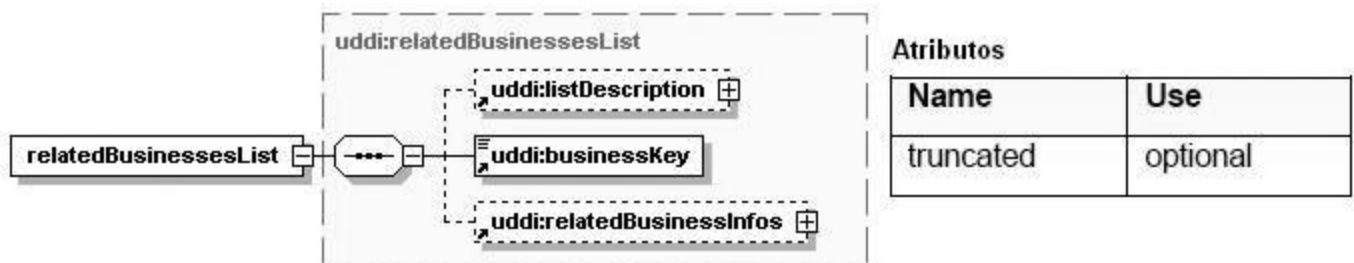 uddi:relatedBusinessesList
uddi:listDescription
relatedBusinessesList
uddi:businessKey
uddi:relatedBusinessInfos
Atributos
Name Use
truncated optional